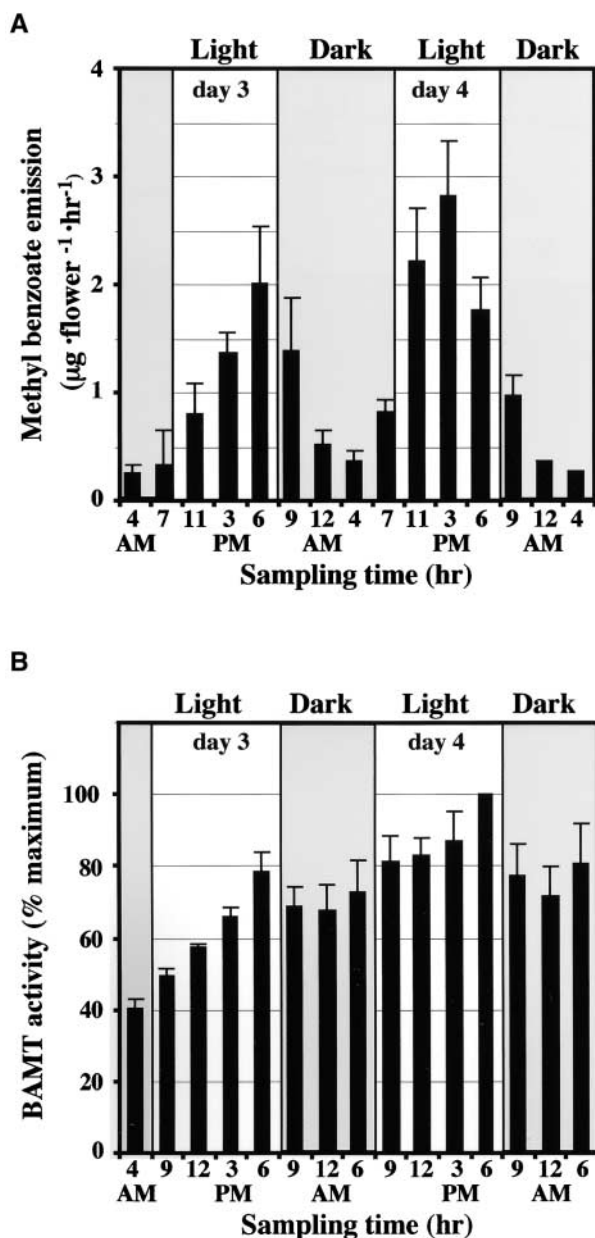 A
Light Dark Light Dark
day 3 day 4
4
3
2
1
0
Methyl benzoate emission
(µg •flower -1 •hr-1)
4 7 11 3 6 9 12 4 7 11 3 6 9 12 4
AM PM AM PM AM
Sampling time (hr)
B
Light Dark Light Dark
day 3 day 4
100
80
60
40
20
0
BAMT activity (% maximum)
4 9 12 3 6 9 12 6 9 12 3 6 9 12 6
AM PM AM PM AM
Sampling time (hr)